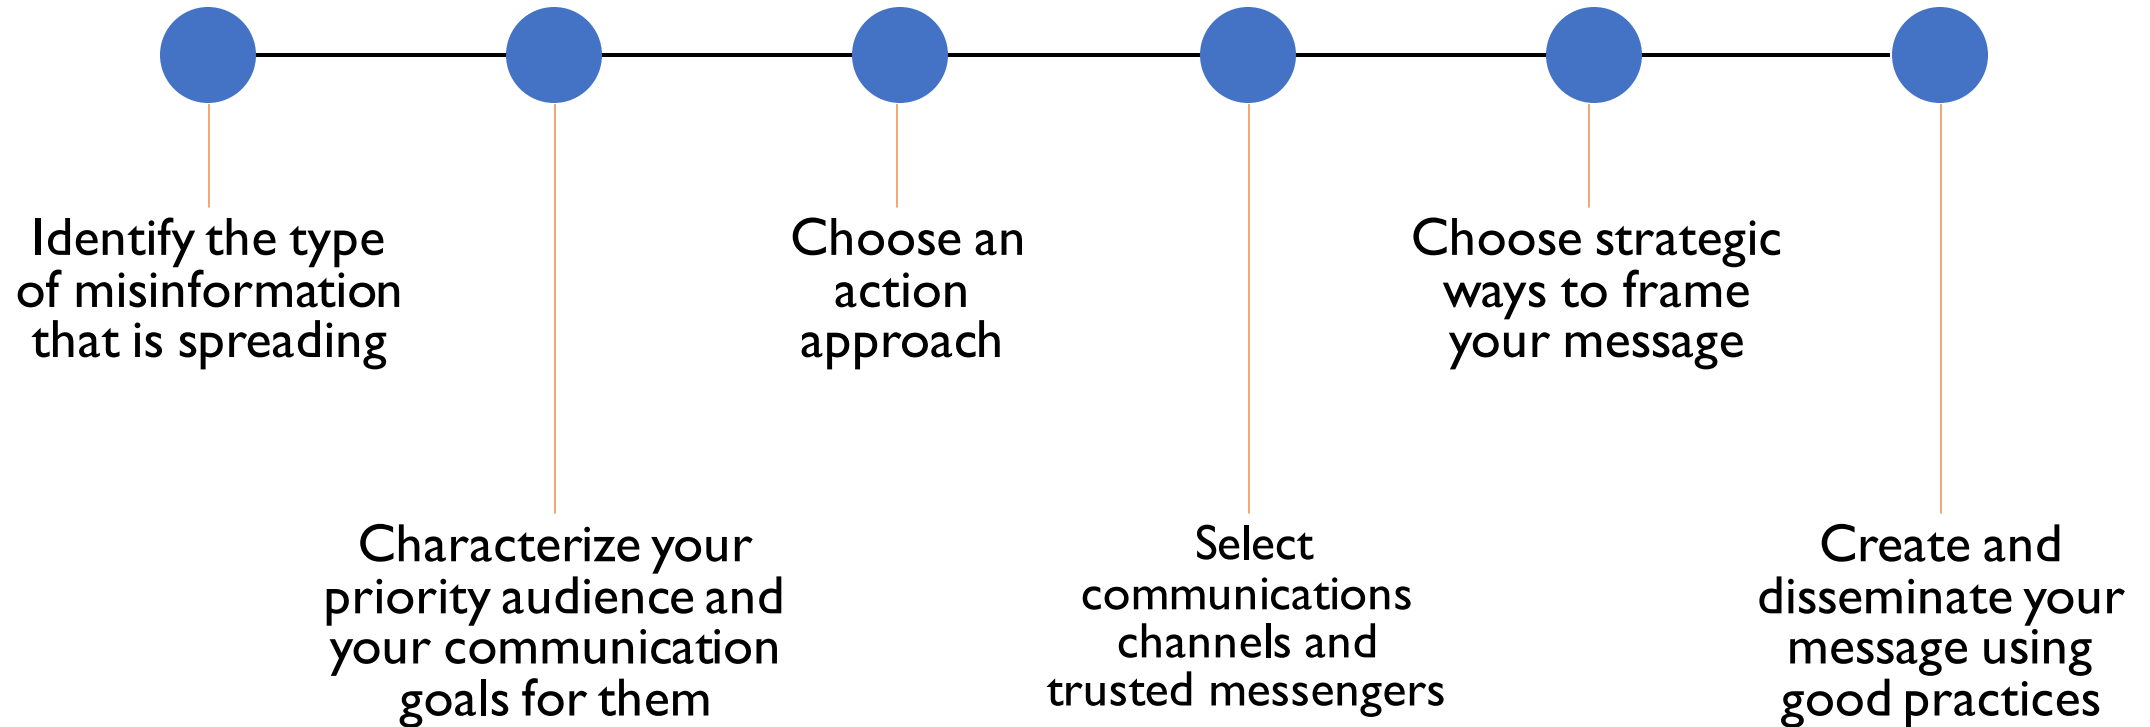 Identify the type
of misinformation
that is spreading
Characterize your
priority audience and
your communication
goals for them
Choose an
action
approach
Select
communications
channels and
trusted messengers
Choose strategic
ways to frame
your message
Create and
disseminate your
message using
good practices